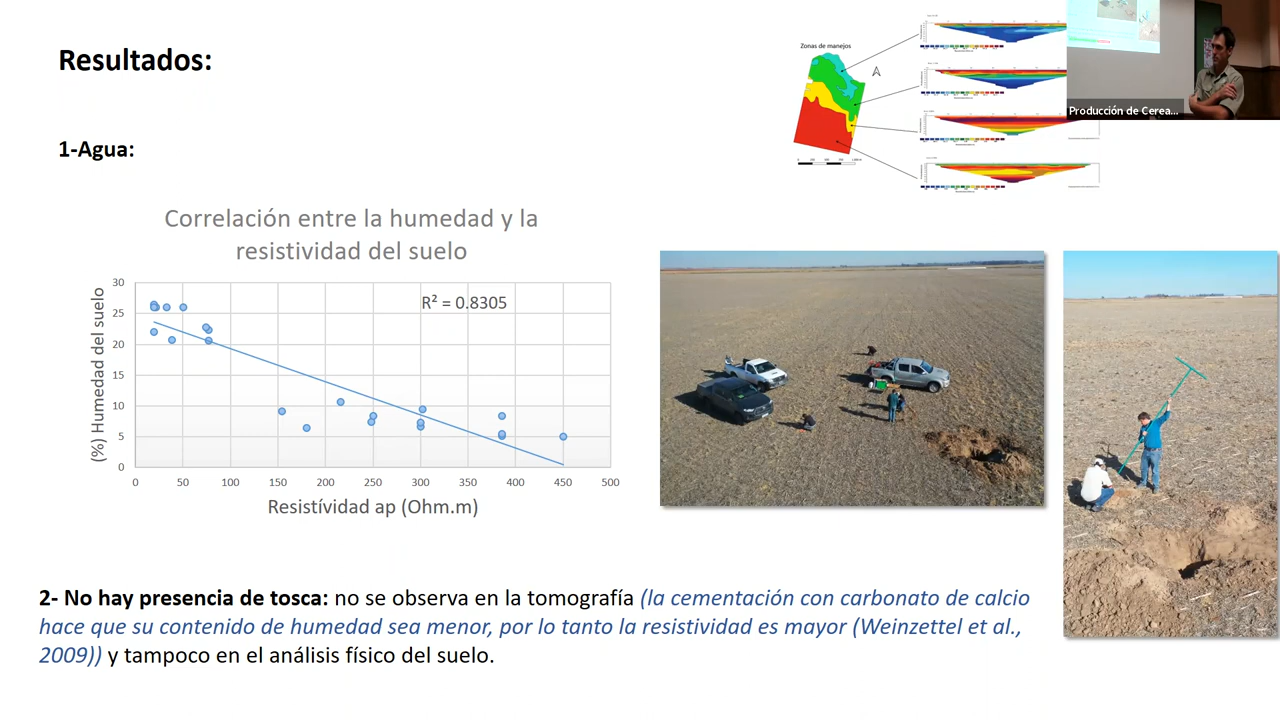 Resultados:
Zonas de manejos
Producción de Cerea...
1-Agua:
Correlación entre la humedad y la
resistividad del suelo
R² = 0.8305
(%) Humedad del suelo
30
25
20
15
10
5
0
0 50 100 150 200 250 300 350 400 450 500
Resistívidad ap (Ohm.m)
2- No hay presencia de tosca: no se observa en la tomografía (la cementación con carbonato de calcio
hace que su contenido de humedad sea menor, por lo tanto la resistividad es mayor (Weinzettel et al.,
2009)) y tampoco en el análisis físico del suelo.